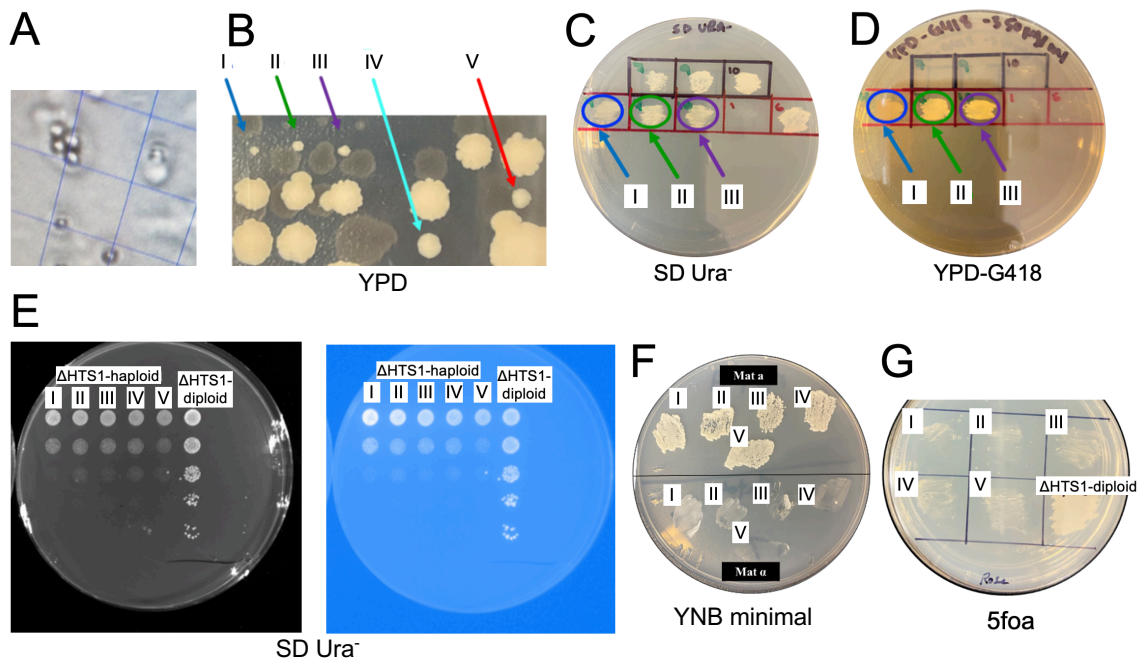 A
B
C
D
I
II
III
IV
V
YPD
SD URA-
10
1
6
I
II
III
SD Ura-
YPD-G418
10
1
I
II
III
YPD-G418
E
ΔHTS1-haploid
ΔHTS1-
diploid
I
II
III
IV
V
ΔHTS1-haploid
ΔHTS1-
diploid
I
II
III
IV
V
SD Ura-
F
Mat a
I
II
III
IV
V
I
II
III
IV
V
Mat α
YNB minimal
G
I
II
III
IV
V
ΔHTS1-diploid
5foa